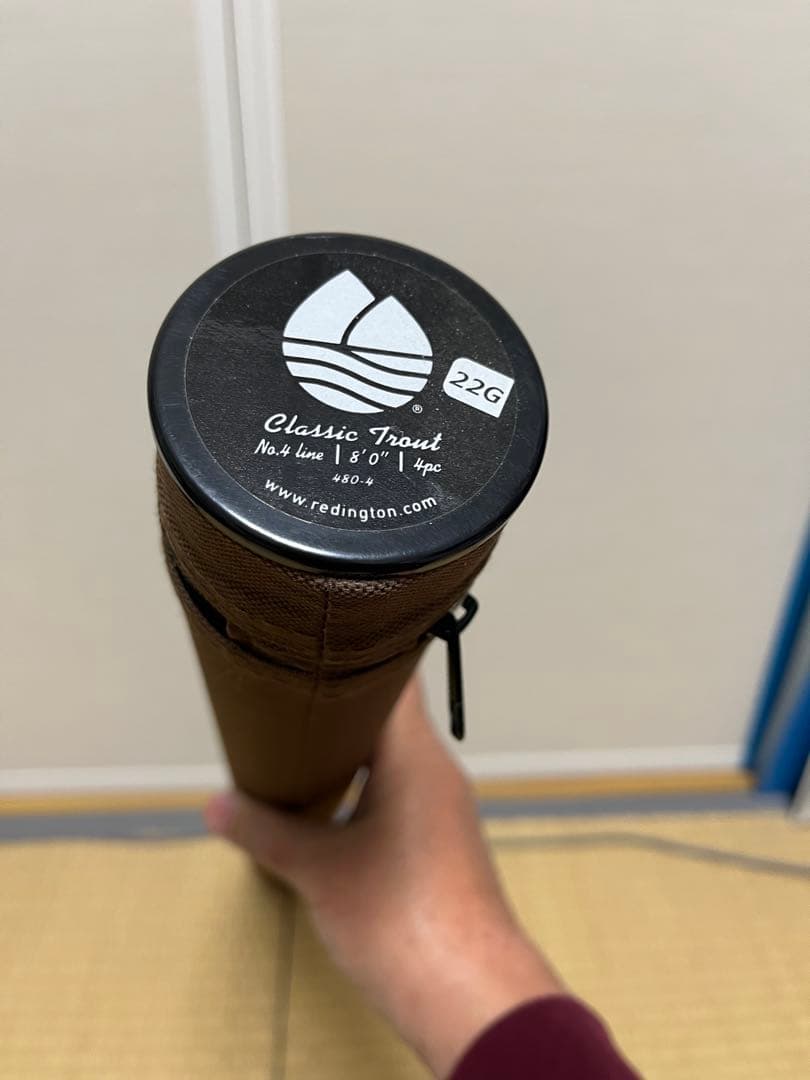 ®
22G
Classic Trout
No.4 line | 8' 0" | 4pc
480-4
www.redington.com